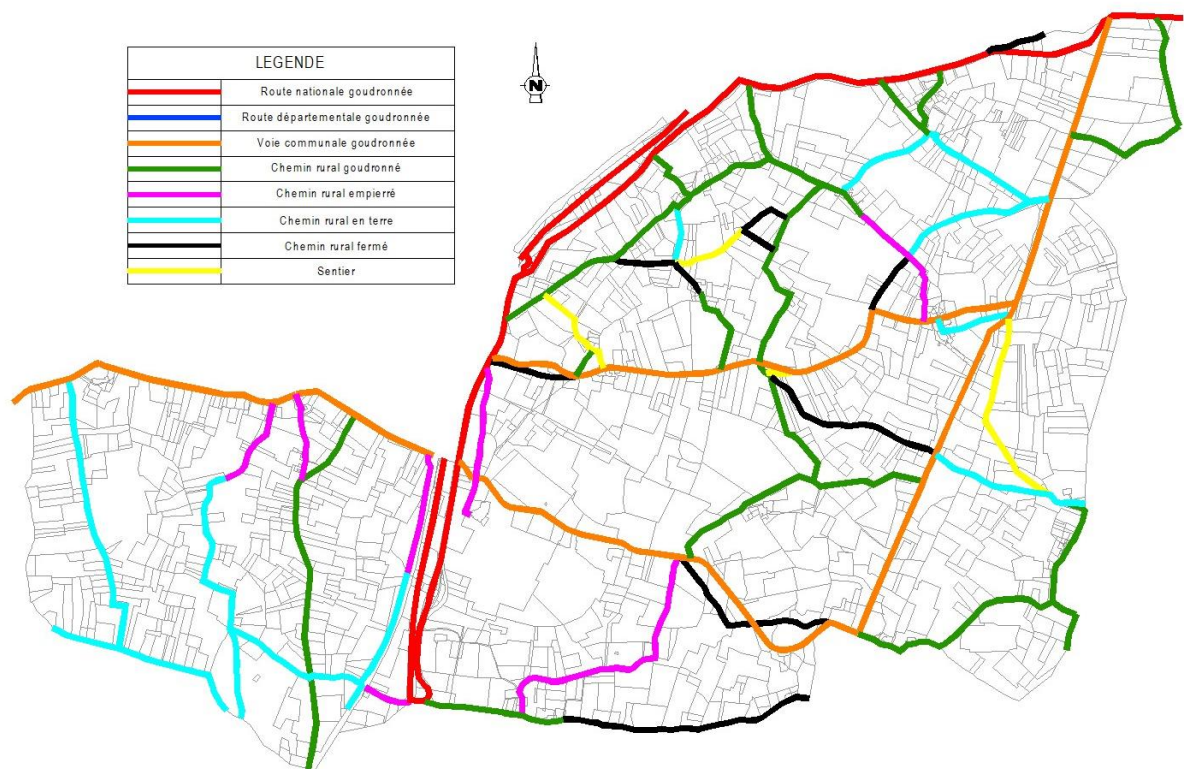 LEGENDE
Route nationale goudronnée
Route départementale goudronnée
Voie communale goudronnée
Chemin rural goudronné
Chemin rural empierré
Chemin rural en terre
Chemin rural fermé
Sentier
N